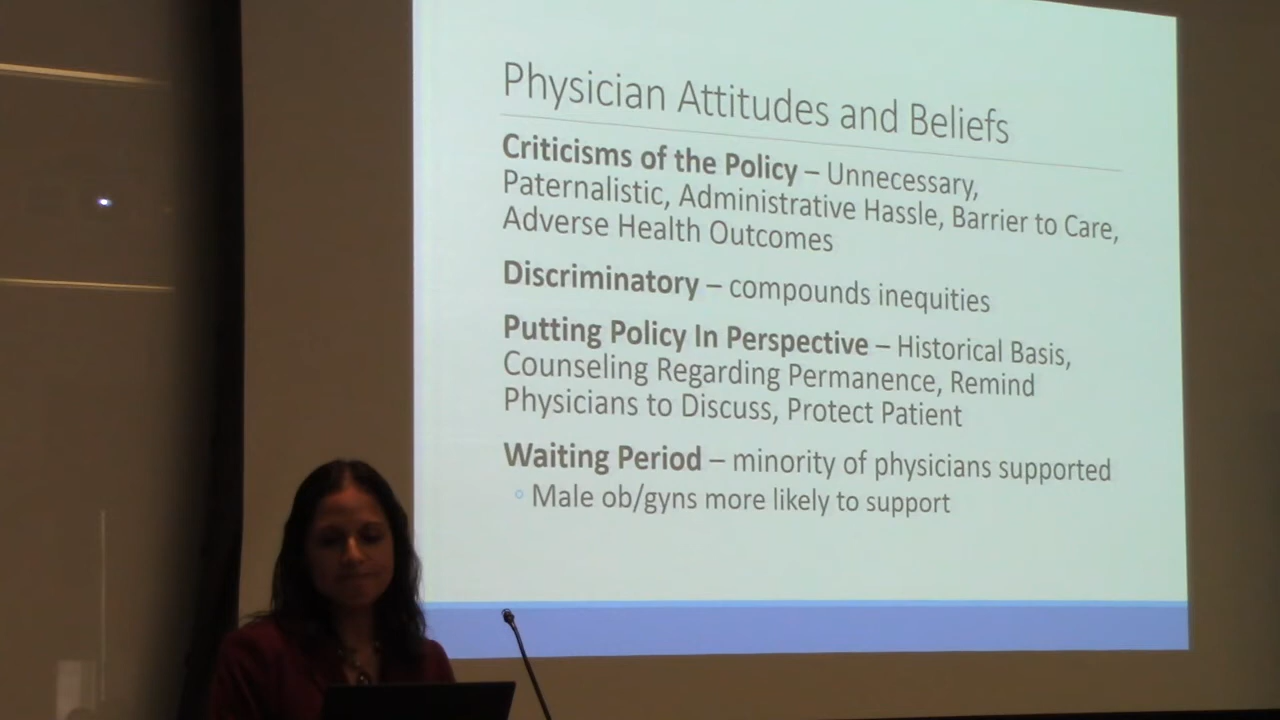 Physician Attitudes and Beliefs
Criticisms of the Policy – Unnecessary,
Paternalistic, Administrative Hassle, Barrier to Care,
Adverse Health Outcomes
Discriminatory – compounds inequities
Putting Policy In Perspective – Historical Basis,
Counseling Regarding Permanence, Remind
Physicians to Discuss, Protect Patient
Waiting Period – minority of physicians supported
Male ob/gyns more likely to support